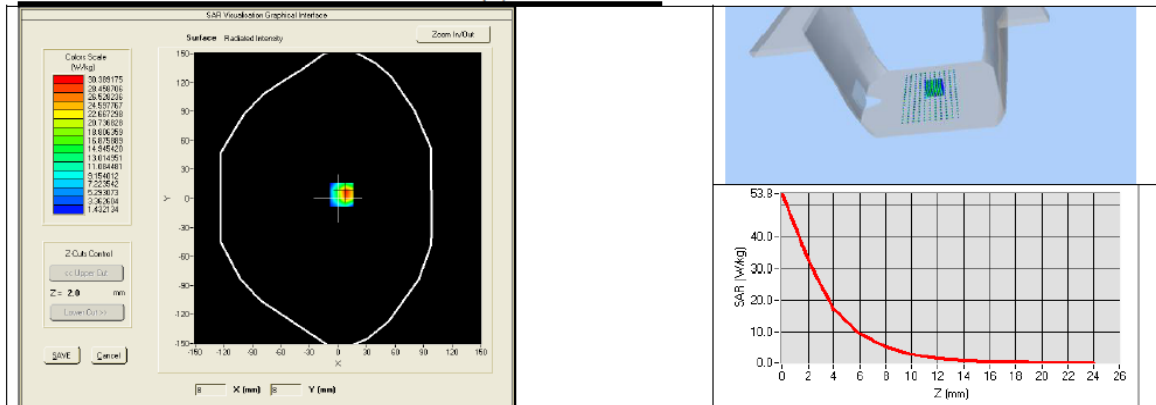 SAR Visualisation Graphical Interface
Surface Radiated Intensity
Zoom In/Out
Colors Scale
(W/kg)
30.389175
28.458706
26.528236
24.597767
22.667298
20.736828
18.806359
16.875889
14.945420
13.014951
11.084481
9.154012
7.223542
5.293073
3.362604
1.432134
Z-Cuts Control
<< Upper Cut
Z = 2.0 mm
Lower Cut >>
SAVE Cancel
150-
120-
90-
60-
30-
0-
-30-
-60-
-90-
-120-
-150-
Y
-150 -120 -90 -60 -30 0 30 60 90 120 150
X
8 X (mm) 8 Y (mm)
53.8-
40.0-
30.0-
20.0-
10.0-
0.0-
SAR (W/kg)
0 2 4 6 8 10 12 14 16 18 20 22 24 26
Z (mm)